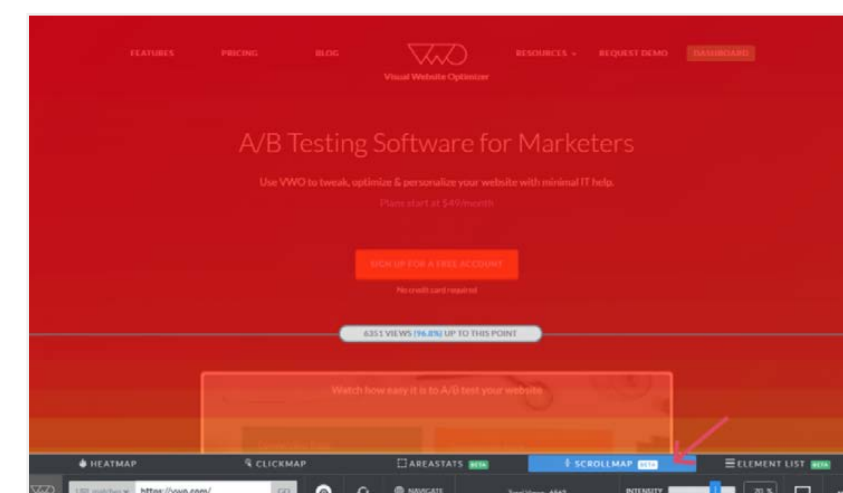 FEATURES PRICING BLOG VWO RESOURCES REQUEST DEMO DASHBOARD
Visual Website Optimizer
A/B Testing Software for Marketers
Use VWO to tweak, optimize & personalize your website with minimal IT help.
Plans start at $49/month
SIGN UP FOR A FREE ACCOUNT
No credit card required
6351 VIEWS [96.8%] UP TO THIS POINT
Watch how easy it is to A/B test your website
HEATMAP CLICKMAP AREASTATS BETA SCROLLMAP BETA ELEMENT LIST BETA
URL matches https://vwo.com/ GO NAVIGATE INTENSITY 70 %